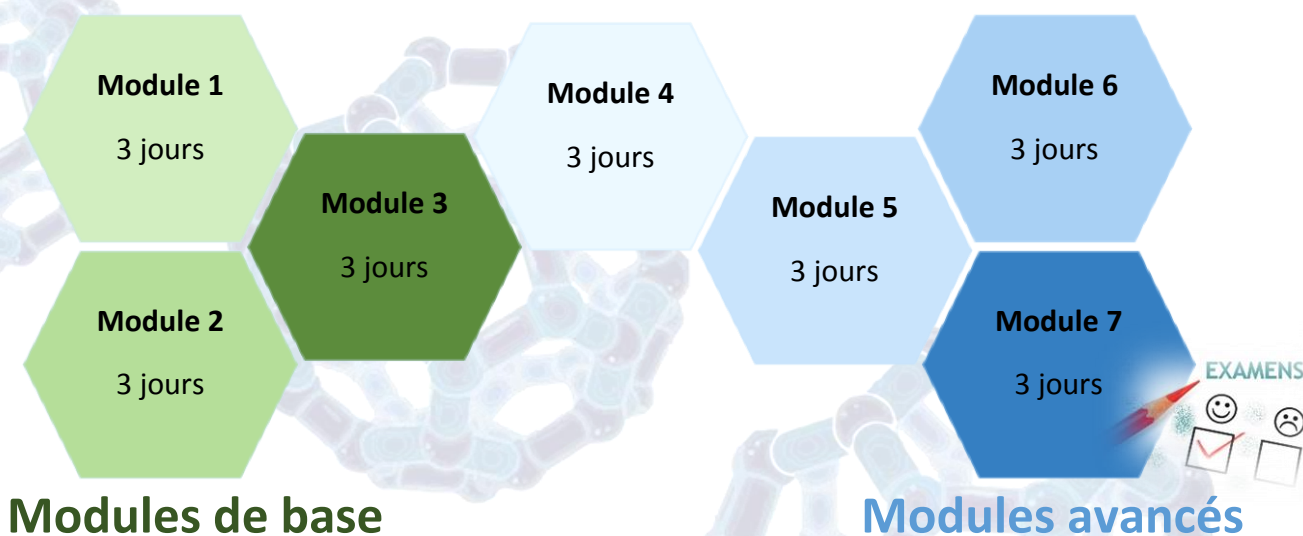 Module 1
3 jours
Module 2
3 jours
Module 3
3 jours
Module 4
3 jours
Module 5
3 jours
Module 6
3 jours
Module 7
3 jours
EXAMENS
Modules de base
Modules avancés